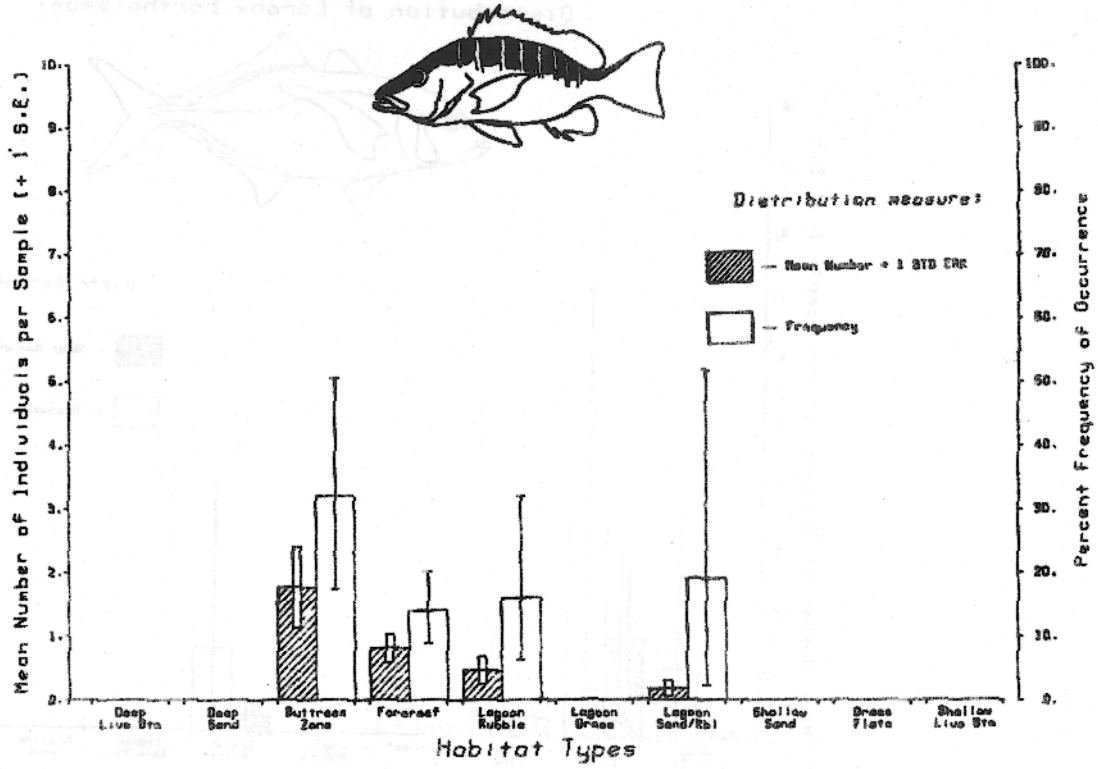 10.
9.
8.
7.
6.
5.
4.
3.
2.
1.
0.
Mean Number of Individuals per Sample (+ 1 S.E.)
100.
90.
80.
70.
60.
50.
40.
30.
20.
10.
0.
Percent Frequency of Occurrence
Distribution measure:
— Mean Number + 1 STD ERR
— Frequency
Deep
Live Btm
Deep
Sand
Buttress
Zone
Forereef
Lagoon
Rubble
Lagoon
Grass
Lagoon
Sand/Rbl
Shallow
Sand
Grass
Flats
Shallow
Live Btm
Habitat Types